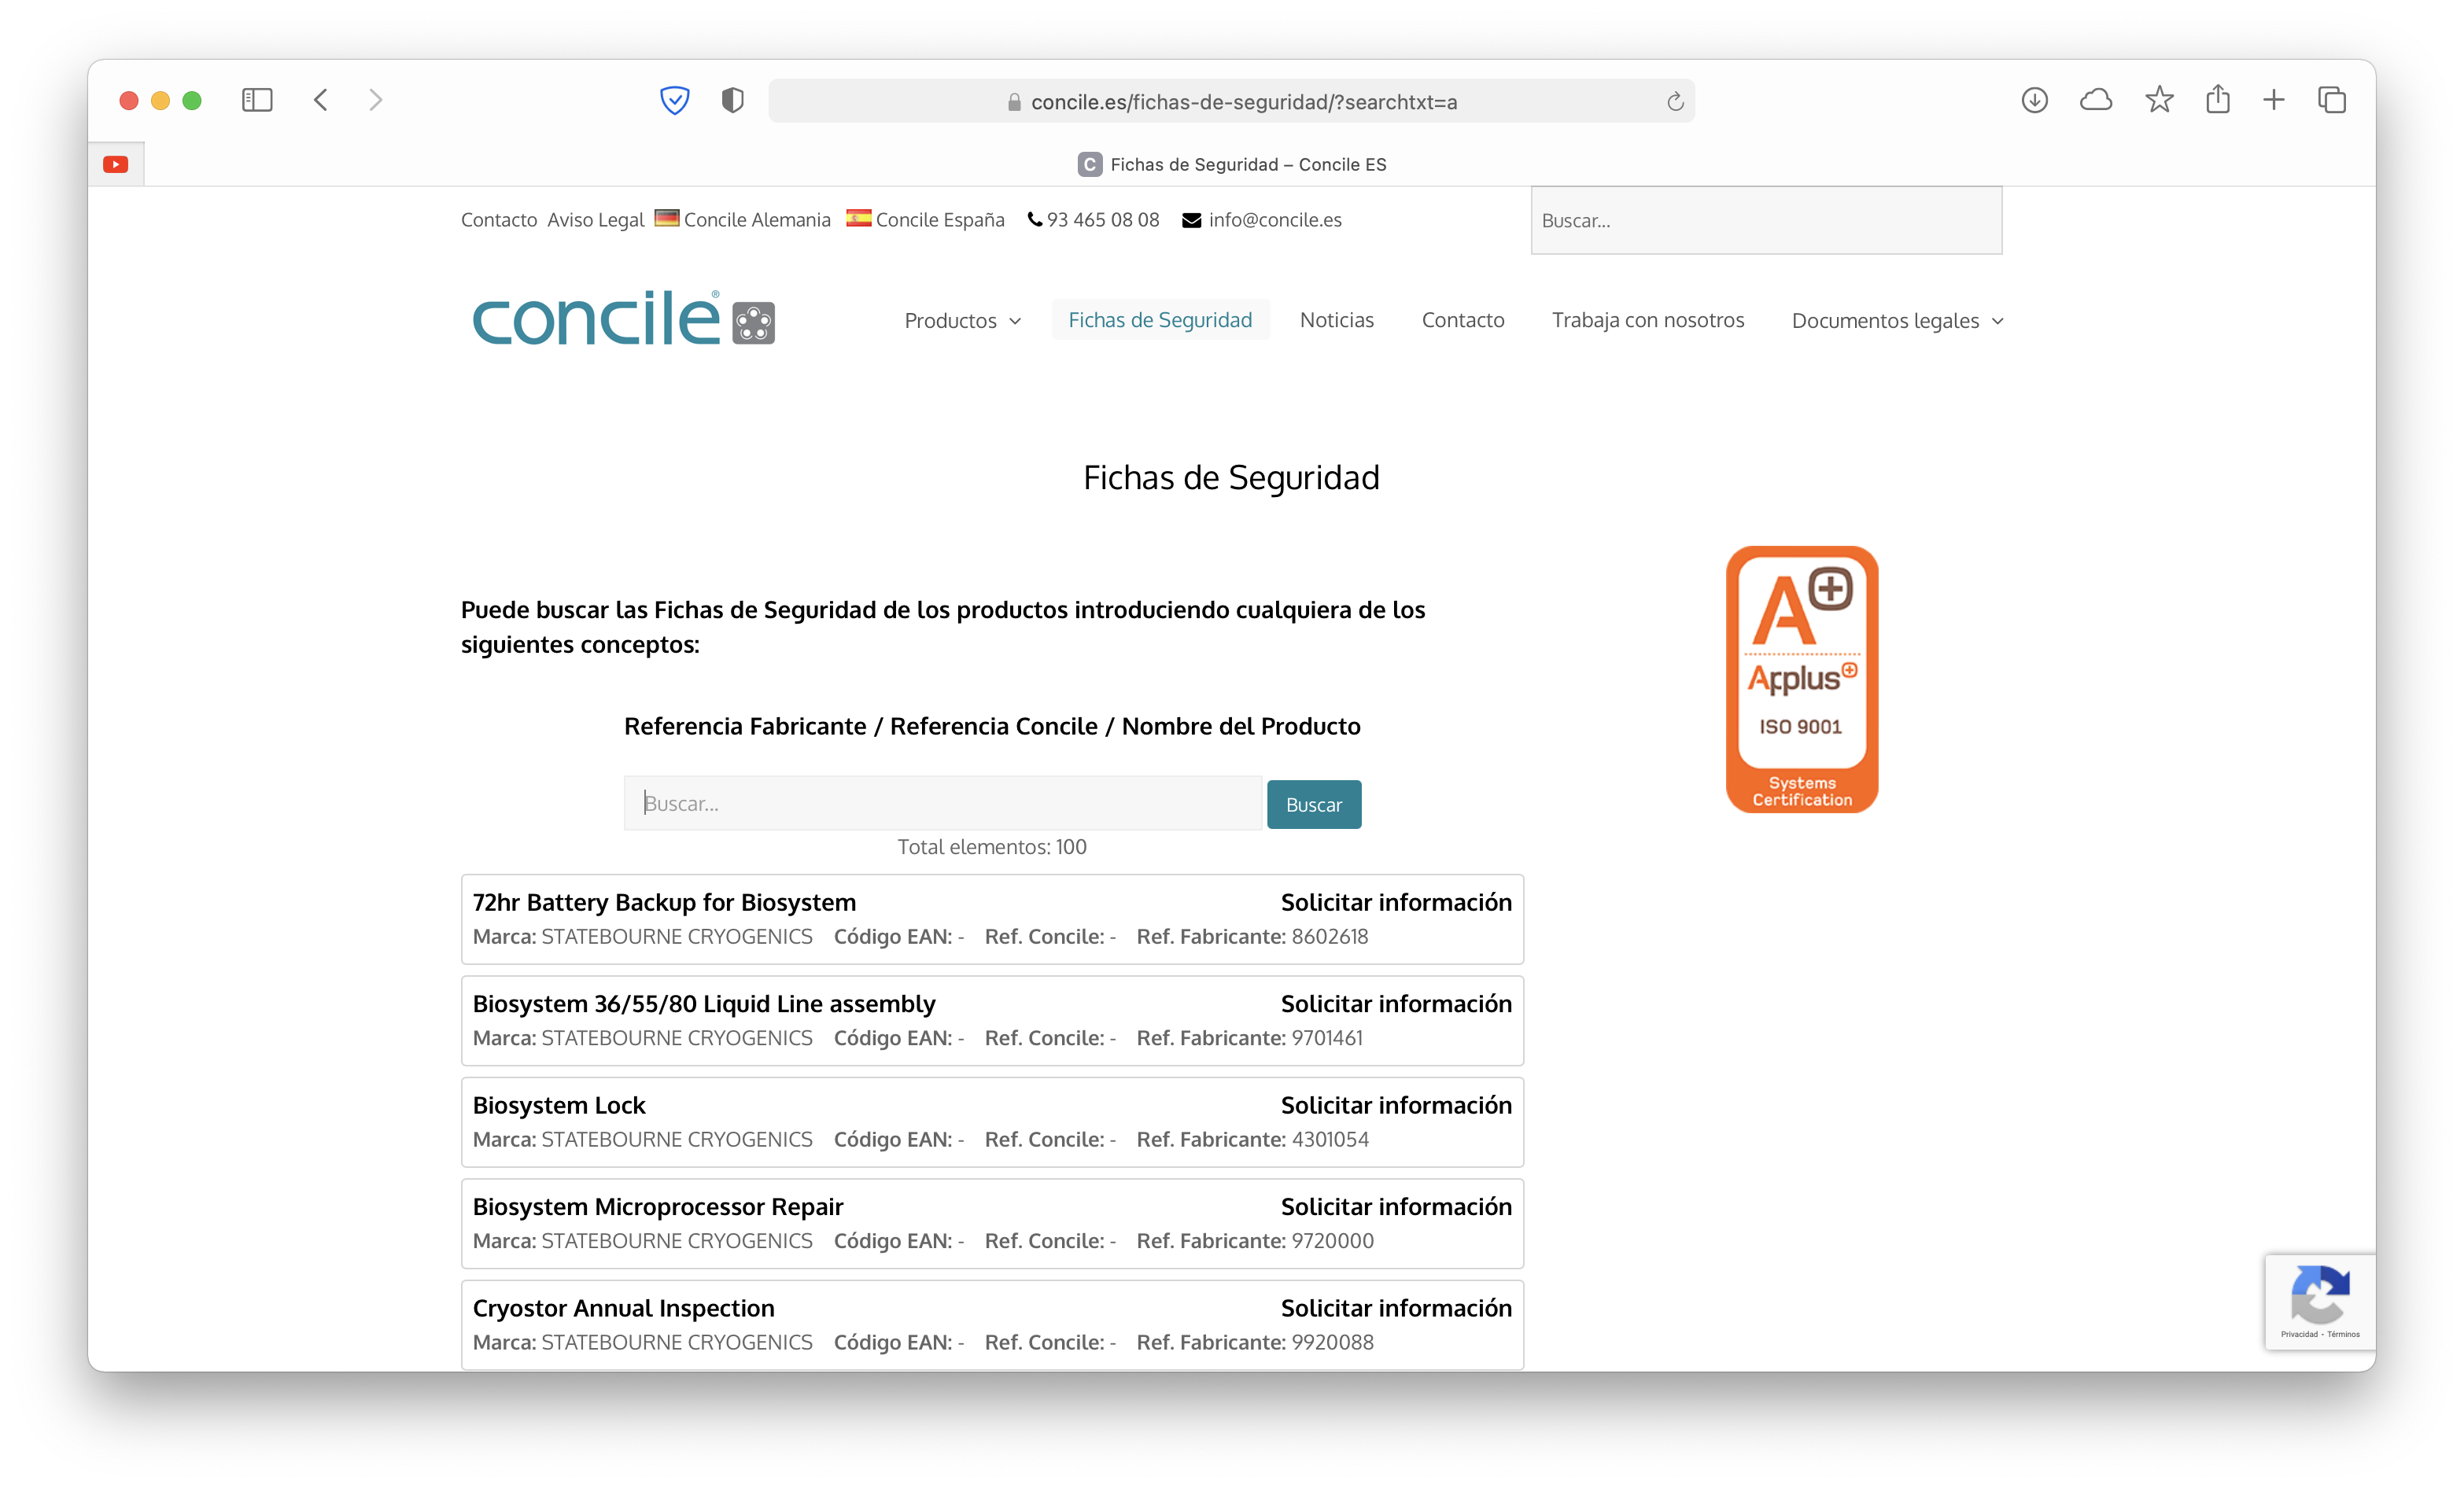 concile.es/fichas-de-seguridad/?searchtxt=a
C Fichas de Seguridad – Concile ES
Contacto Aviso Legal Concile Alemania Concile España 93 465 08 08 info@concile.es
Buscar...
concile®
Productos Fichas de Seguridad Noticias Contacto Trabaja con nosotros Documentos legales
Fichas de Seguridad
Puede buscar las Fichas de Seguridad de los productos introduciendo cualquiera de los
siguientes conceptos:
Referencia Fabricante / Referencia Concile / Nombre del Producto
Buscar...
Buscar
Total elementos: 100
A+
Applus+
ISO 9001
Systems
Certification
72hr Battery Backup for Biosystem Solicitar información
Marca: STATEBOURNE CRYOGENICS Código EAN: - Ref. Concile: - Ref. Fabricante: 8602618
Biosystem 36/55/80 Liquid Line assembly Solicitar información
Marca: STATEBOURNE CRYOGENICS Código EAN: - Ref. Concile: - Ref. Fabricante: 9701461
Biosystem Lock Solicitar información
Marca: STATEBOURNE CRYOGENICS Código EAN: - Ref. Concile: - Ref. Fabricante: 4301054
Biosystem Microprocessor Repair Solicitar información
Marca: STATEBOURNE CRYOGENICS Código EAN: - Ref. Concile: - Ref. Fabricante: 9720000
Cryostor Annual Inspection Solicitar información
Marca: STATEBOURNE CRYOGENICS Código EAN: - Ref. Concile: - Ref. Fabricante: 9920088
Privacidad - Términos